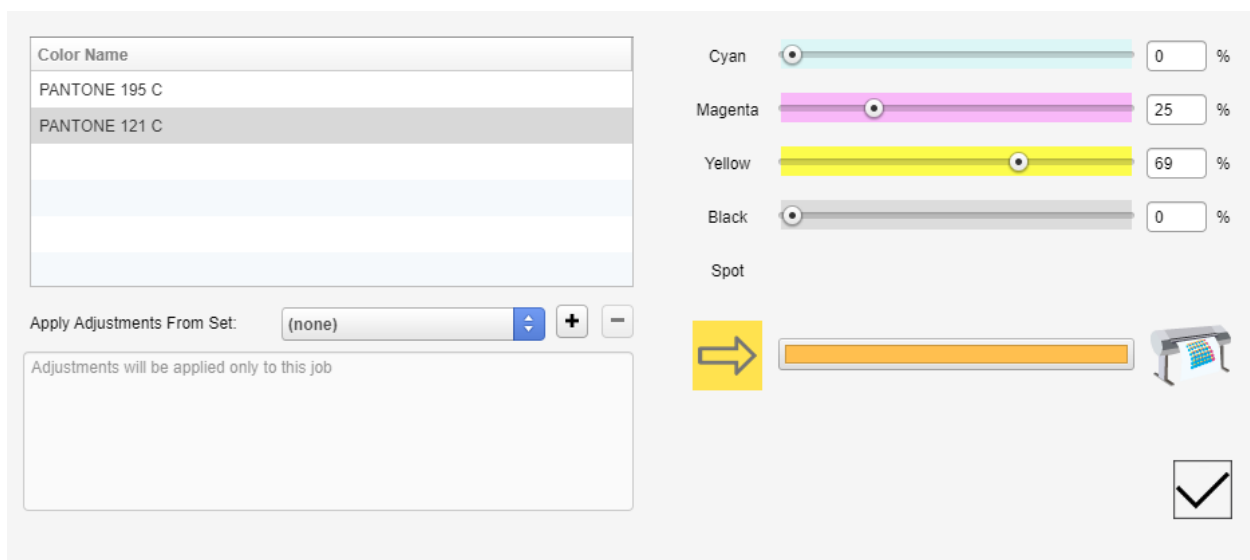 Color Name
PANTONE 195 C
PANTONE 121 C
Apply Adjustments From Set:
(none)
Adjustments will be applied only to this job
Cyan 0 %
Magenta 25 %
Yellow 69 %
Black 0 %
Spot